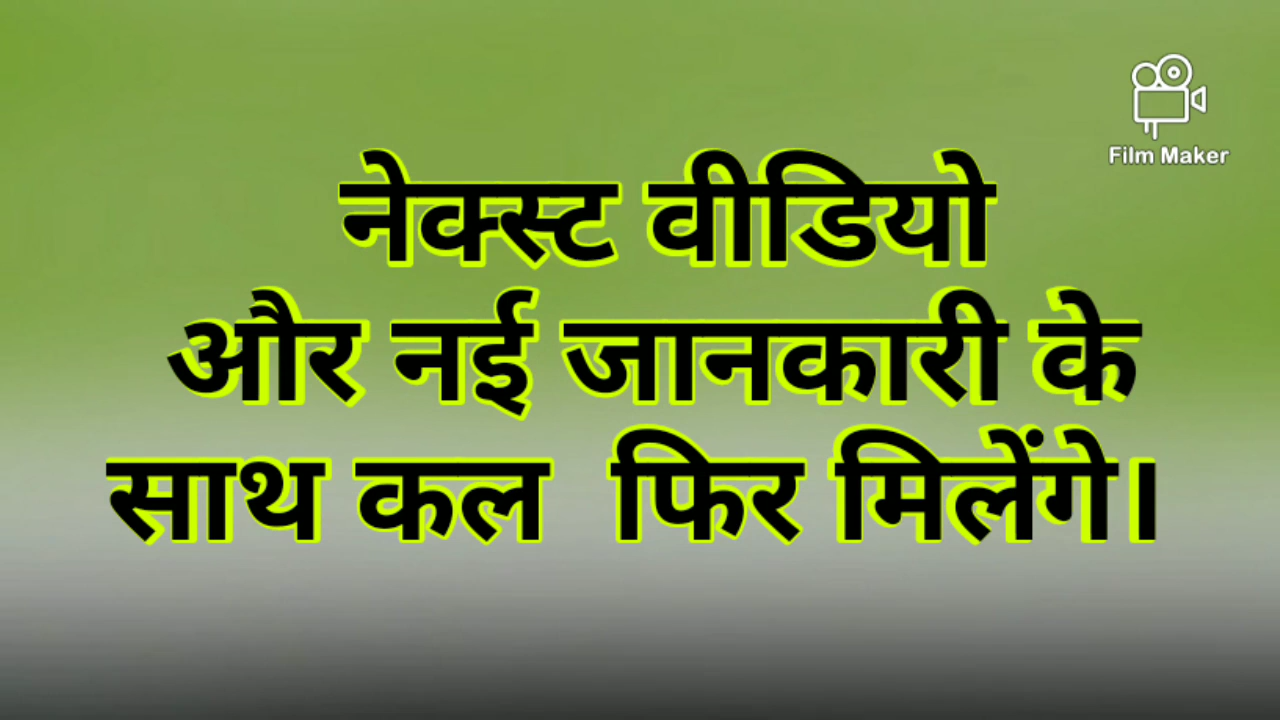 Film Maker
नेक्स्ट वीडियो
और नई जानकारी के
साथ कल फिर मिलेंगे।